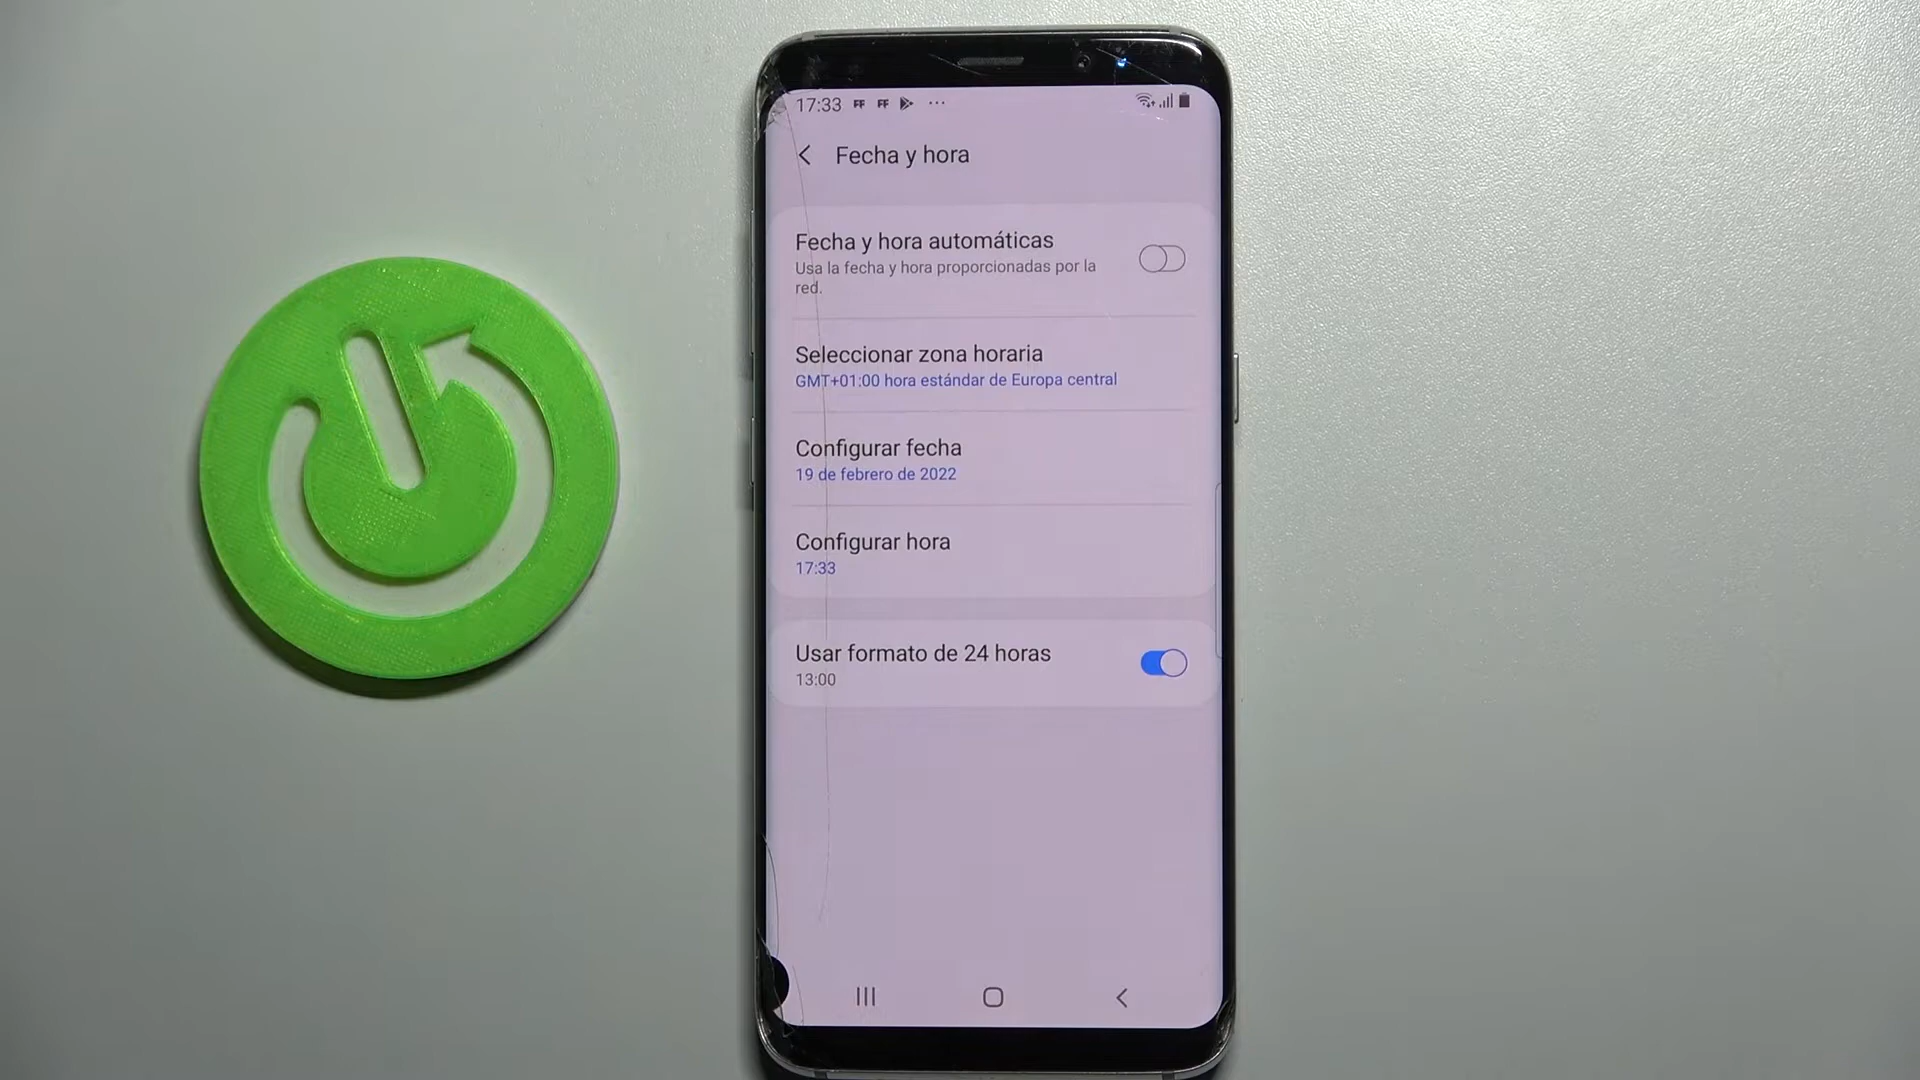 17:33
Fecha y hora
Fecha y hora automáticas
Usa la fecha y hora proporcionadas por la
red.
Seleccionar zona horaria
GMT+01:00 hora estándar de Europa central
Configurar fecha
19 de febrero de 2022
Configurar hora
17:33
Usar formato de 24 horas
13:00